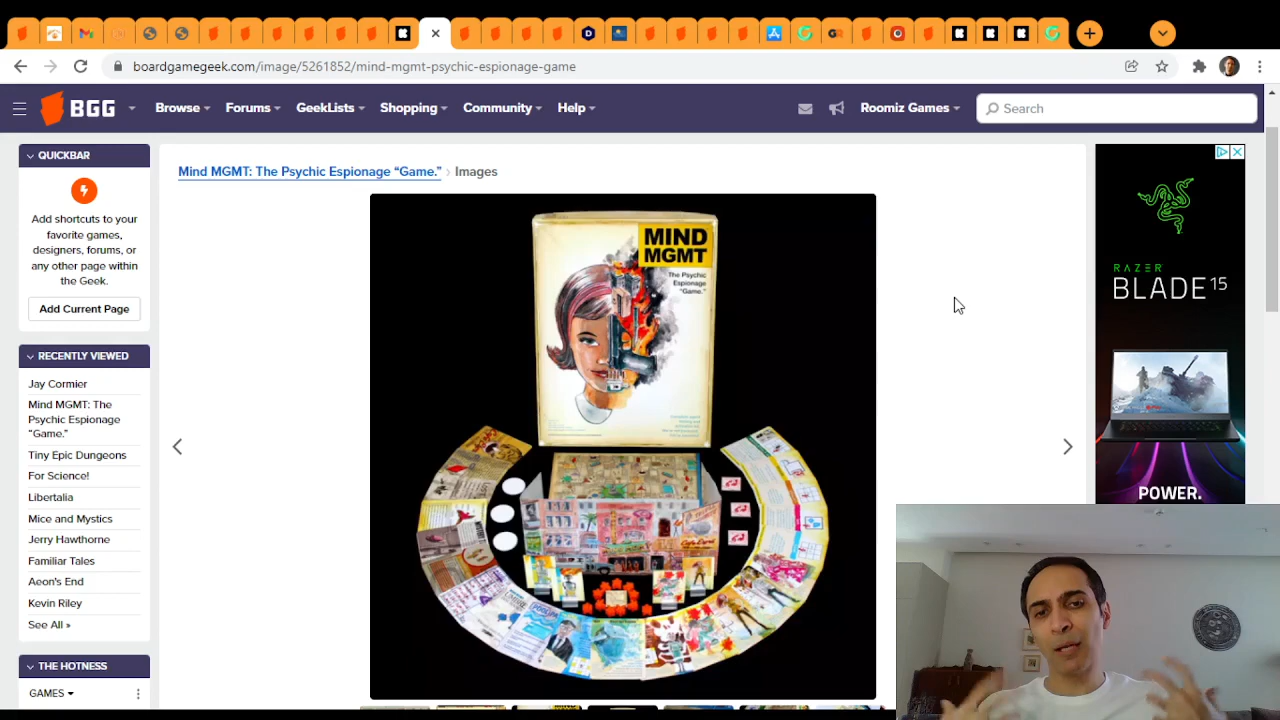 boardgamegeek.com/image/5261852/mind-mgmt-psychic-espionage-game
BGG
Browse
Forums
GeekLists
Shopping
Community
Help
Roomiz Games
Search
QUICKBAR
Add shortcuts to your
favorite games,
designers, forums, or
any other page within
the Geek.
Add Current Page
RECENTLY VIEWED
Jay Cormier
Mind MGMT: The
Psychic Espionage
“Game.”
Tiny Epic Dungeons
For Science!
Libertalia
Mice and Mystics
Jerry Hawthorne
Familiar Tales
Aeon's End
Kevin Riley
See All »
THE HOTNESS
GAMES
Mind MGMT: The Psychic Espionage “Game.” › Images
MIND
MGMT
The Psychic
Espionage
"Game."
RAZER
BLADE 15
POWER.